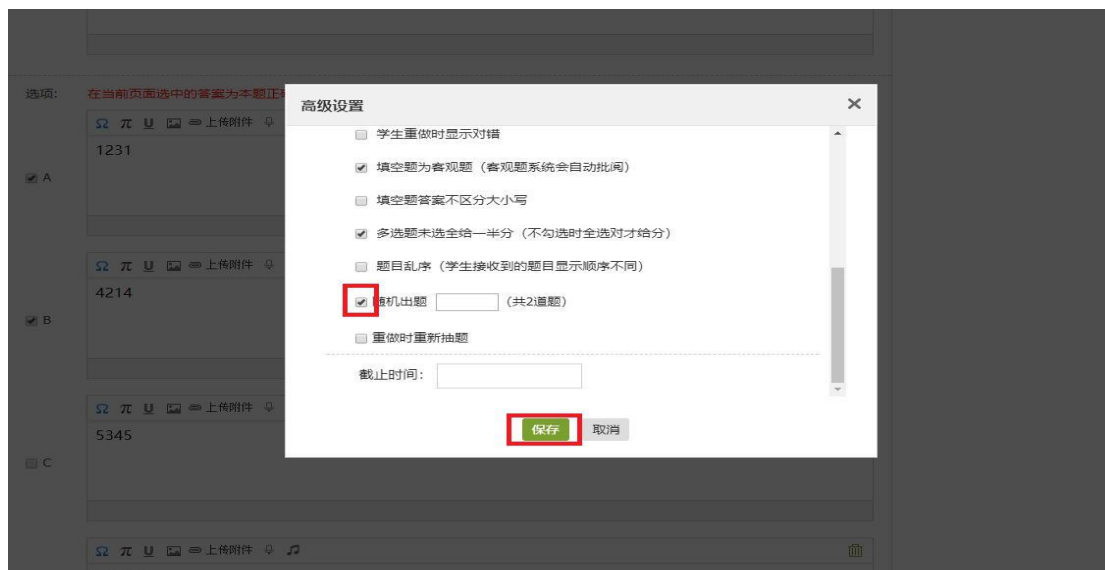 选项: 在当前页面选中的答案为本题正
高级设置 ×
Ω π U 上传附件
学生重做时显示对错
1231
填空题为客观题（客观题系统会自动批阅）
A
填空题答案不区分大小写
多选题未选全给一半分（不勾选时全选对才给分）
Ω π U 上传附件
题目乱序（学生接收到的题目显示顺序不同）
4214
随机出题 （共2道题）
B
重做时重新抽题
截止时间:
Ω π U 上传附件
5345
保存 取消
C
Ω π U 上传附件